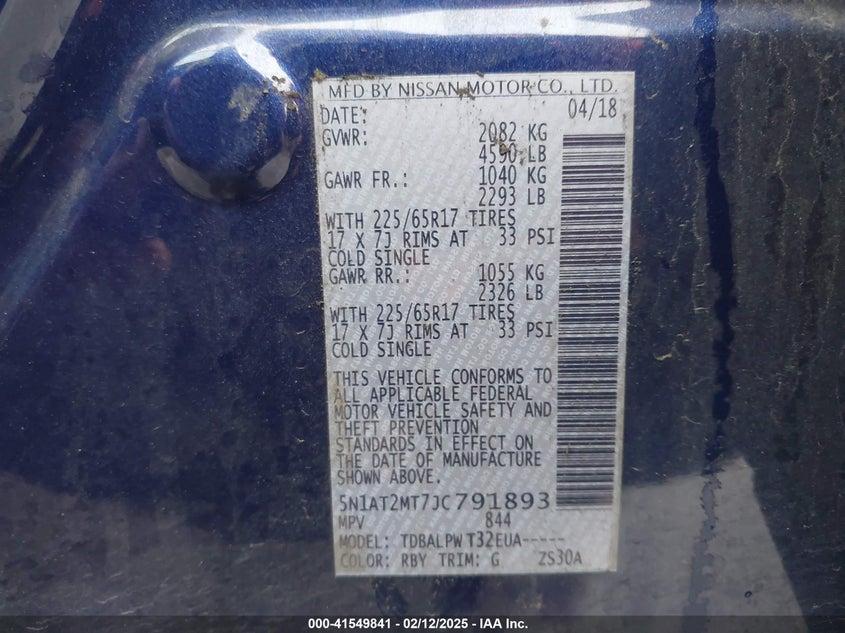 MFD BY NISSAN MOTOR CO., LTD.
DATE: 04/18
GVWR: 2082 KG
4590 LB
GAWR FR.: 1040 KG
2293 LB
WITH 225/65R17 TIRES
17 X 7J RIMS AT 33 PSI
COLD SINGLE
GAWR RR.: 1055 KG
2326 LB
WITH 225/65R17 TIRES
17 X 7J RIMS AT 33 PSI
COLD SINGLE
THIS VEHICLE CONFORMS TO
ALL APPLICABLE FEDERAL
MOTOR VEHICLE SAFETY AND
THEFT PREVENTION
STANDARDS IN EFFECT ON
THE DATE OF MANUFACTURE
SHOWN ABOVE.
5N1AT2MT7JC791893
MPV 844
MODEL: TDBALPW T32EUA-----
COLOR: RBY TRIM: G ZS30A
000-41549841 - 02/12/2025 - IAA Inc.